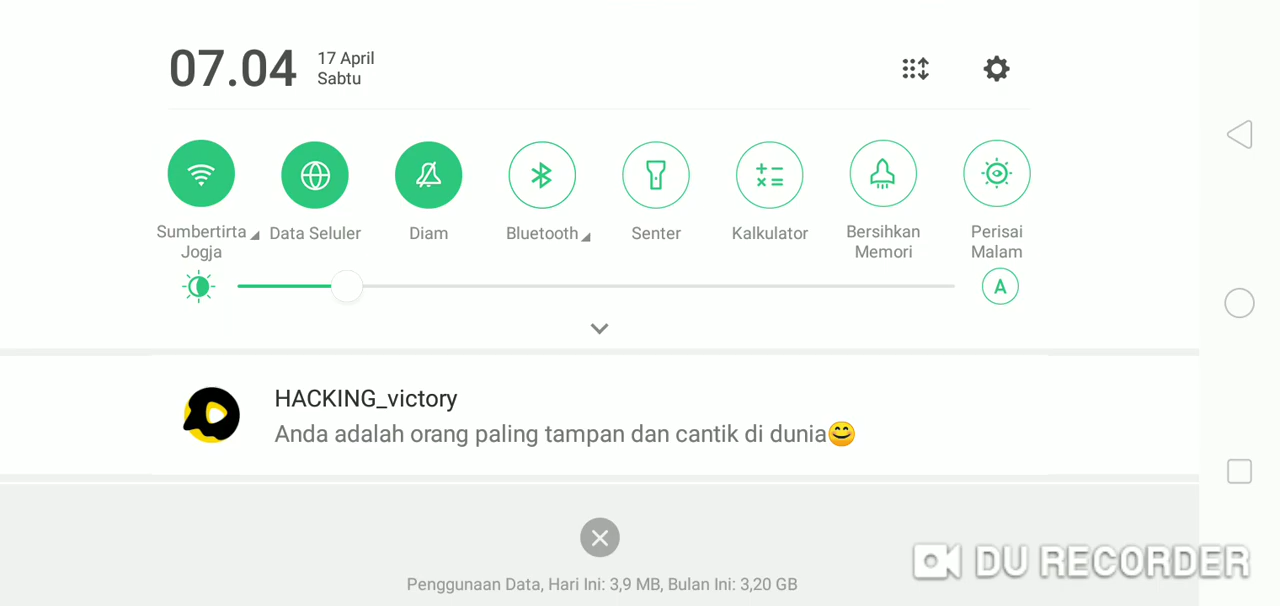 07.04
17 April
Sabtu
Sumbertirta
Jogja
Data Seluler
Diam
Bluetooth
Senter
Kalkulator
Bersihkan
Memori
Perisai
Malam
A
HACKING_victory
Anda adalah orang paling tampan dan cantik di dunia😊
Penggunaan Data, Hari Ini: 3,9 MB, Bulan Ini: 3,20 GB
DU RECORDER